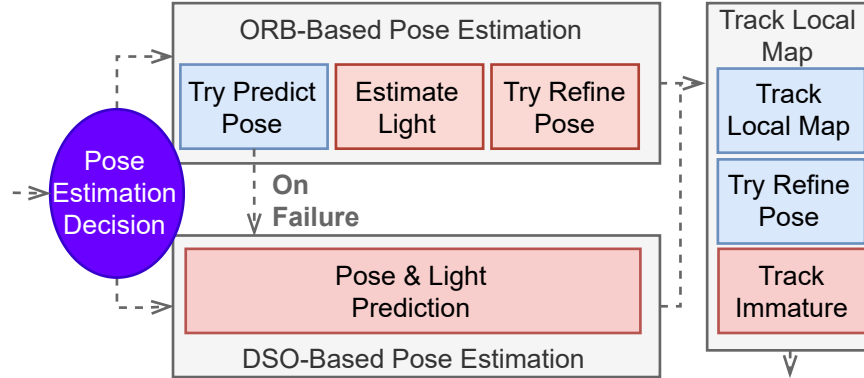 ORB-Based Pose Estimation
Try Predict
Pose
Estimate
Light
Try Refine
Pose
Pose
Estimation
Decision
On
Failure
Pose & Light
Prediction
DSO-Based Pose Estimation
Track Local
Map
Track
Local Map
Try Refine
Pose
Track
Immature